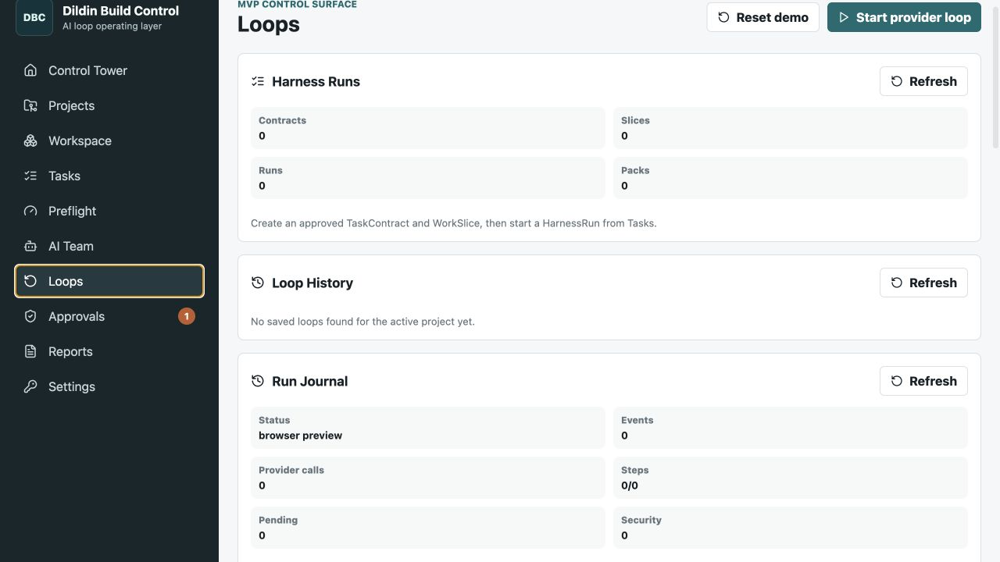 DBC
Dildin Build Control
AI loop operating layer
Control Tower
Projects
Workspace
Tasks
Preflight
AI Team
Loops
Approvals
1
Reports
Settings
MVP CONTROL SURFACE
Loops
Reset demo
Start provider loop
Harness Runs
Refresh
Contracts
0
Slices
0
Runs
0
Packs
0
Create an approved TaskContract and WorkSlice, then start a HarnessRun from Tasks.
Loop History
Refresh
No saved loops found for the active project yet.
Run Journal
Refresh
Status
browser preview
Events
0
Provider calls
0
Steps
0/0
Pending
0
Security
0